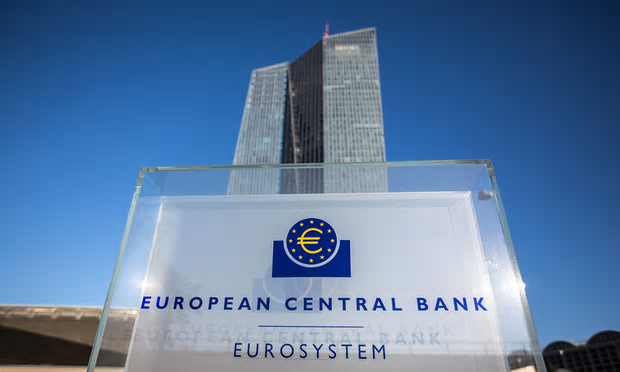 €
EUROPEAN CENTRAL BANK
EUROSYSTEM